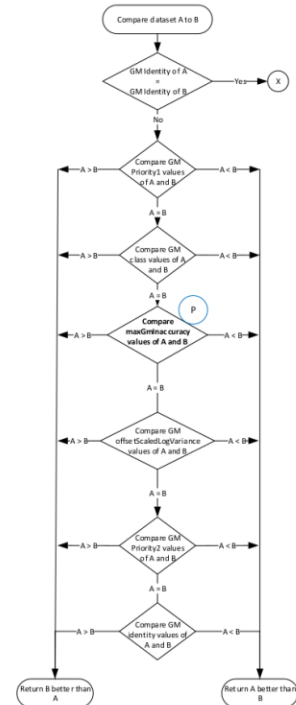 Compare dataset A to B
GM Identity of A
=
GM Identity of B
Yes
X
No
Compare GM
Priority1 values
of A and B
A > B
A < B
A = B
Compare GM
class values of A
and B
A > B
A < B
A = B
P
Compare
maxGmInaccuracy
values of A and B
A > B
A < B
A = B
Compare GM
offsetScaledLogVariance
values of A and B
A > B
A < B
A = B
Compare GM
Priority2 values
of A and B
A > B
A < B
A = B
Compare GM
identity values of
A and B
A > B
A < B
Return B better than
A
Return A better than
B